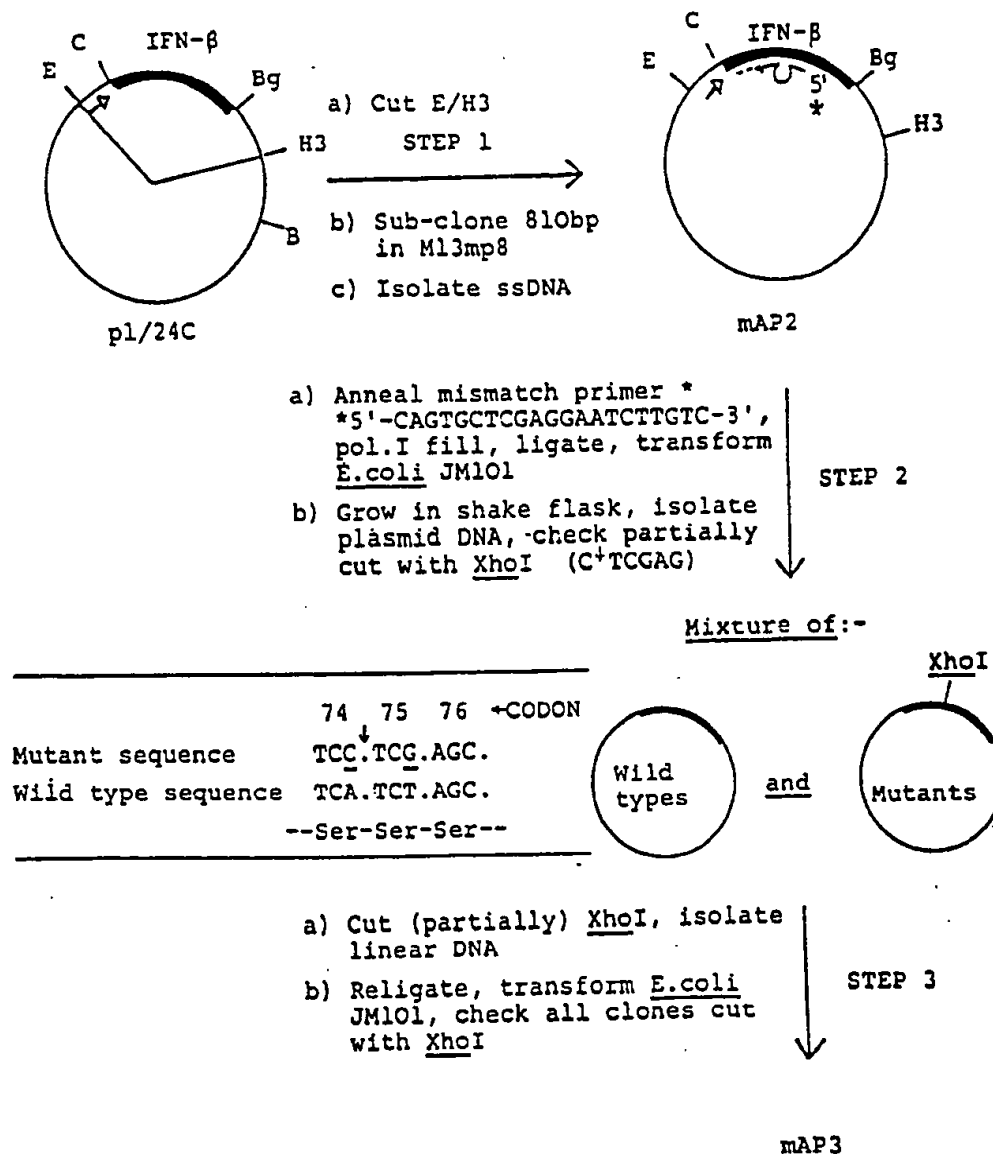 C IFN-β
E
Bg
H3
B
p1/24C
a) Cut E/H3
STEP 1
b) Sub-clone 810bp
in M13mp8
c) Isolate ssDNA
C
IFN-β
E
Bg
5'
*
H3
mAP2
a) Anneal mismatch primer *
*5'-CAGTGCTCGAGGAATCTTGTC-3',
pol.I fill, ligate, transform
E.coli JM101
b) Grow in shake flask, isolate
plasmid DNA, check partially
cut with XhoI (C↓TCGAG)
STEP 2
Mixture of:-
XhoI
74 75 76 ←CODON
↓
Mutant sequence TCC.TCG.AGC.
Wild type sequence TCA.TCT.AGC.
--Ser-Ser-Ser--
Wild
types
and
Mutants
a) Cut (partially) XhoI, isolate
linear DNA
b) Religate, transform E.coli
JM101, check all clones cut
with XhoI
STEP 3
mAP3